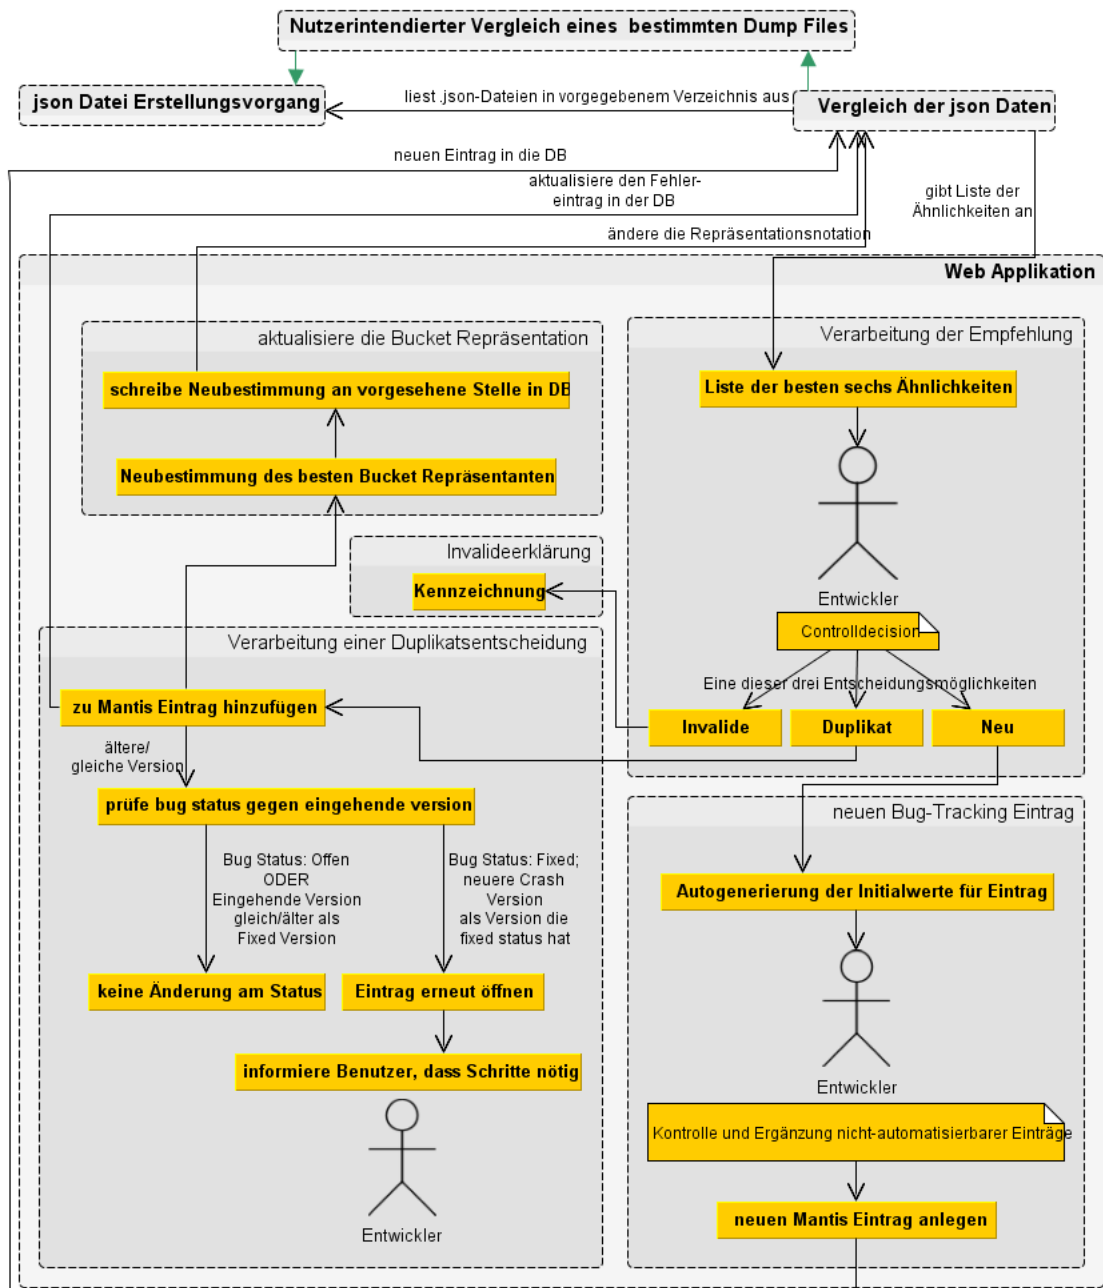 Nutzerintendierter Vergleich eines bestimmten Dump Files
json Datei Erstellungsvorgang
liest .json-Dateien in vorgegebenem Verzeichnis aus
Vergleich der json Daten
neuen Eintrag in die DB
aktualisiere den Fehler-
eintrag in der DB
gibt Liste der
Ähnlichkeiten an
ändere die Repräsentationsnotation
Web Applikation
aktualisiere die Bucket Repräsentation
schreibe Neubestimmung an vorgesehene Stelle in DB
Neubestimmung des besten Bucket Repräsentanten
Verarbeitung der Empfehlung
Liste der besten sechs Ähnlichkeiten
Entwickler
Controlldecision
Eine dieser drei Entscheidungsmöglichkeiten
Invalide
Duplikat
Neu
Invalideerklärung
Kennzeichnung
Verarbeitung einer Duplikatsentscheidung
zu Mantis Eintrag hinzufügen
ältere/
gleiche Version
prüfe bug status gegen eingehende version
Bug Status: Offen
ODER
Eingehende Version
gleich/älter als
Fixed Version
Bug Status: Fixed;
neuere Crash
Version
als Version die
fixed status hat
keine Änderung am Status
Eintrag erneut öffnen
informiere Benutzer, dass Schritte nötig
Entwickler
neuen Bug-Tracking Eintrag
Autogenerierung der Initialwerte für Eintrag
Entwickler
Kontrolle und Ergänzung nicht-automatisierbarer Einträge
neuen Mantis Eintrag anlegen